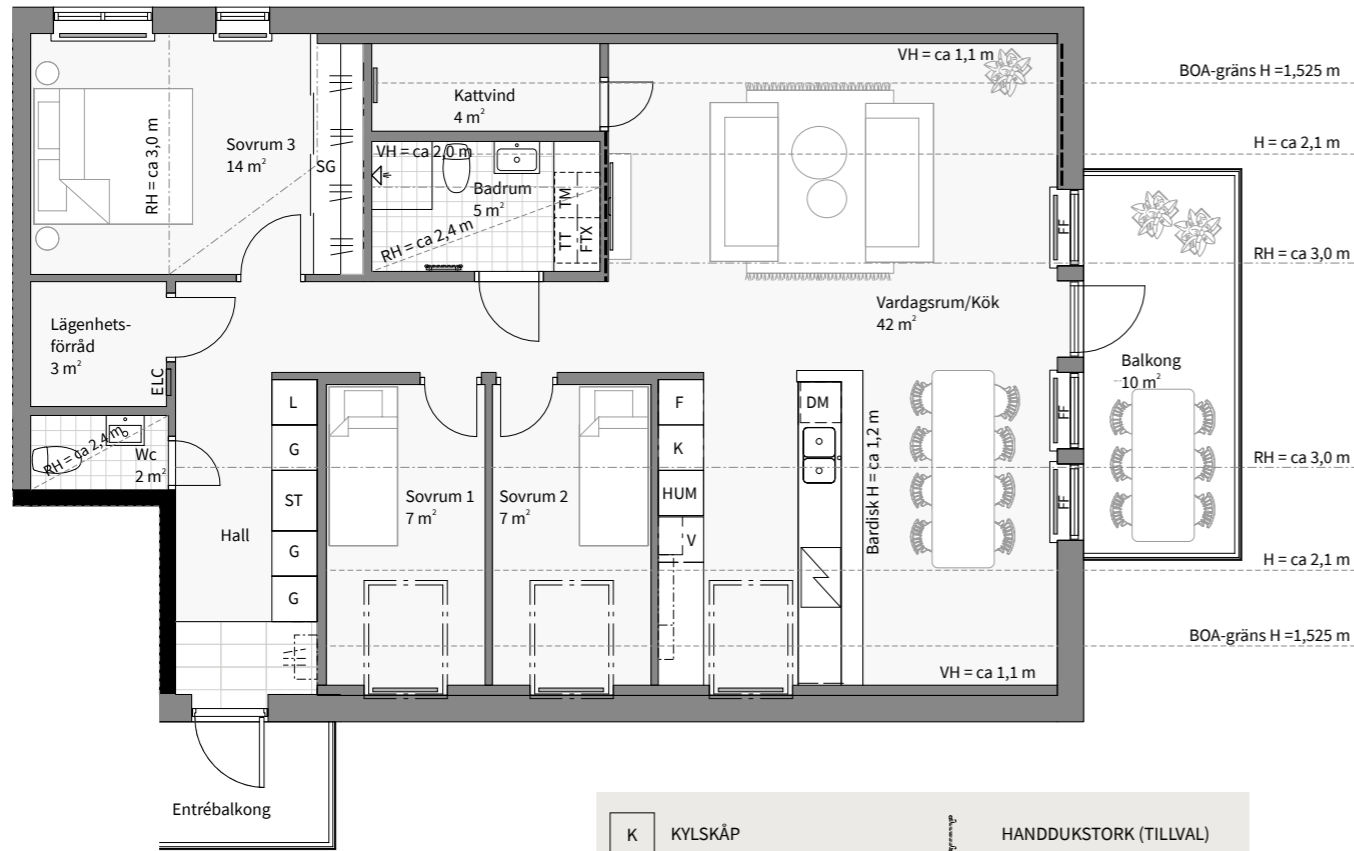 VH = ca 1,1 m
BOA-gräns H =1,525 m
Kattvind
4 m²
H = ca 2,1 m
RH = ca 3,0 m
Sovrum 3
14 m²
SG
VH = ca 2,0 m
Badrum
5 m²
RH = ca 2,4 m
TM
TT
FTX
FF
RH = ca 3,0 m
Vardagsrum/Kök
42 m²
Lägenhets-
förråd
3 m²
ELC
Balkong
10 m²
L
G
ST
G
G
F
K
HUM
V
DM
Bardisk H = ca 1,2 m
FF
FF
RH = ca 2,4 m
Wc
2 m²
RH = ca 3,0 m
Sovrum 1
7 m²
Sovrum 2
7 m²
Hall
H = ca 2,1 m
BOA-gräns H =1,525 m
VH = ca 1,1 m
Entrébalkong
K KYLSKÅP
HANDDUKSTORK (TILLVAL)